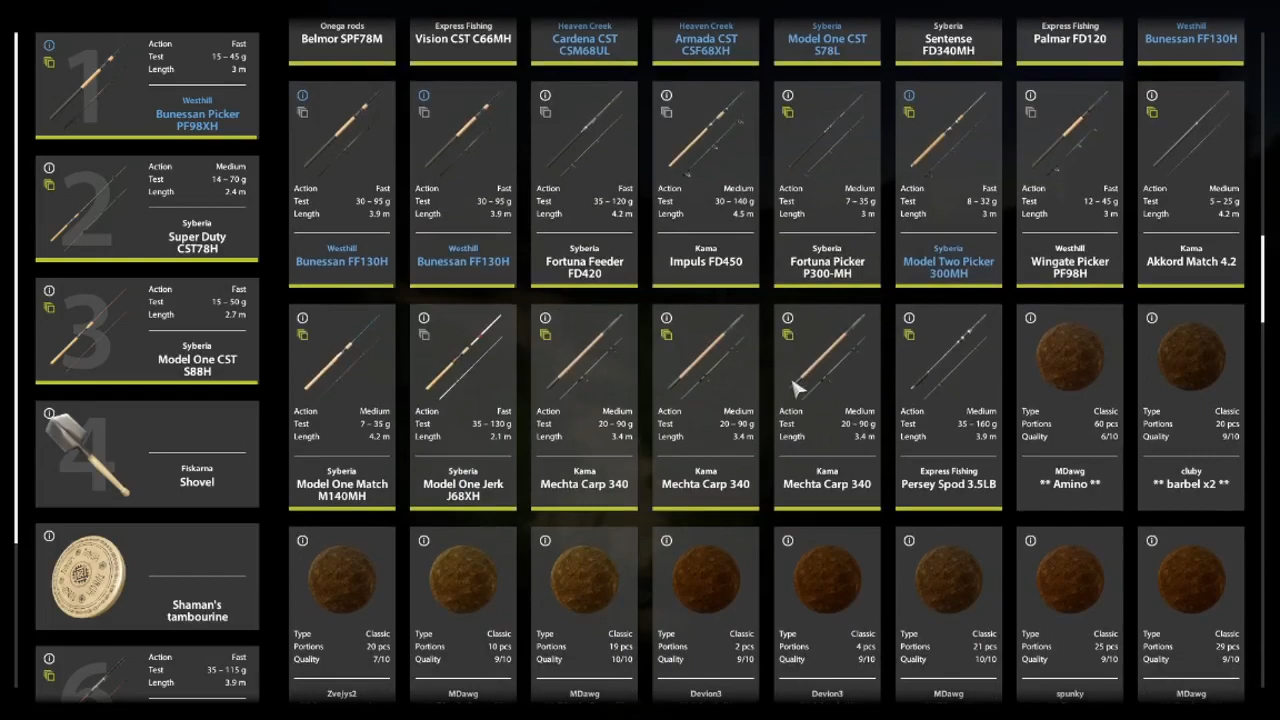 1
Action Fast
Test 15 – 45 g
Length 3 m
Westhill
Bunessan Picker
PF98XH
2
Action Medium
Test 14 – 70 g
Length 2.4 m
Syberia
Super Duty
CST78H
3
Action Fast
Test 15 – 50 g
Length 2.7 m
Syberia
Model One CST
S88H
4
Fiskarna
Shovel
Shaman's
tambourine
6
Action Fast
Test 35 – 115 g
Length 3.9 m
Onega rods
Belmor SPF78M
Express Fishing
Vision CST C66MH
Heaven Creek
Cardena CST
CSM68UL
Heaven Creek
Armada CST
CSF68XH
Syberia
Model One CST
S78L
Syberia
Sentense
FD340MH
Express Fishing
Palmar FD120
Westhill
Bunessan FF130H
Action Fast
Test 30 – 95 g
Length 3.9 m
Westhill
Bunessan FF130H
Action Fast
Test 30 – 95 g
Length 3.9 m
Westhill
Bunessan FF130H
Action Fast
Test 35 – 120 g
Length 4.2 m
Syberia
Fortuna Feeder
FD420
Action Medium
Test 30 – 140 g
Length 4.5 m
Kama
Impuls FD450
Action Medium
Test 7 – 35 g
Length 3 m
Syberia
Fortuna Picker
P300-MH
Action Fast
Test 8 – 32 g
Length 3 m
Syberia
Model Two Picker
300MH
Action Fast
Test 12 – 45 g
Length 3 m
Westhill
Wingate Picker
PF98H
Action Medium
Test 5 – 25 g
Length 4.2 m
Kama
Akkord Match 4.2
Action Medium
Test 7 – 35 g
Length 4.2 m
Syberia
Model One Match
M140MH
Action Fast
Test 35 – 130 g
Length 2.1 m
Syberia
Model One Jerk
J68XH
Action Medium
Test 20 – 90 g
Length 3.4 m
Kama
Mechta Carp 340
Action Medium
Test 20 – 90 g
Length 3.4 m
Kama
Mechta Carp 340
Action Medium
Test 20 – 90 g
Length 3.4 m
Kama
Mechta Carp 340
Action Medium
Test 35 – 160 g
Length 3.9 m
Express Fishing
Persey Spod 3.5LB
Type Classic
Portions 60 pcs
Quality 6/10
MDawg
** Amino **
Type Classic
Portions 20 pcs
Quality 9/10
cluby
** barbel x2 **
Type Classic
Portions 20 pcs
Quality 7/10
Zvejys2
Type Classic
Portions 10 pcs
Quality 9/10
MDawg
Type Classic
Portions 19 pcs
Quality 10/10
MDawg
Type Classic
Portions 2 pcs
Quality 9/10
Devion3
Type Classic
Portions 4 pcs
Quality 9/10
Devion3
Type Classic
Portions 21 pcs
Quality 10/10
MDawg
Type Classic
Portions 25 pcs
Quality 9/10
spunky
Type Classic
Portions 29 pcs
Quality 9/10
MDawg